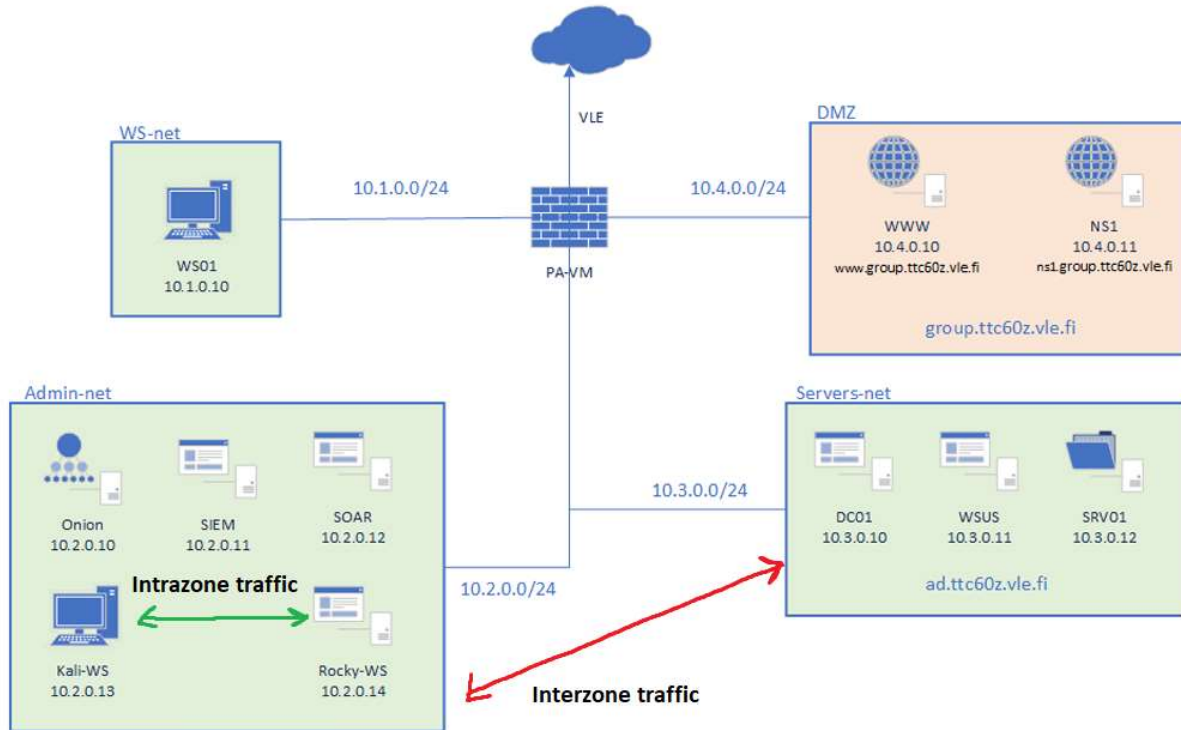 VLE
WS-net
WS01
10.1.0.10
10.1.0.0/24
PA-VM
10.4.0.0/24
DMZ
WWW
10.4.0.10
www.group.ttc60z.vle.fi
NS1
10.4.0.11
ns1.group.ttc60z.vle.fi
group.ttc60z.vle.fi
Admin-net
Onion
10.2.0.10
SIEM
10.2.0.11
SOAR
10.2.0.12
Intrazone traffic
Kali-WS
10.2.0.13
Rocky-WS
10.2.0.14
10.2.0.0/24
10.3.0.0/24
Interzone traffic
Servers-net
DC01
10.3.0.10
WSUS
10.3.0.11
SRV01
10.3.0.12
ad.ttc60z.vle.fi